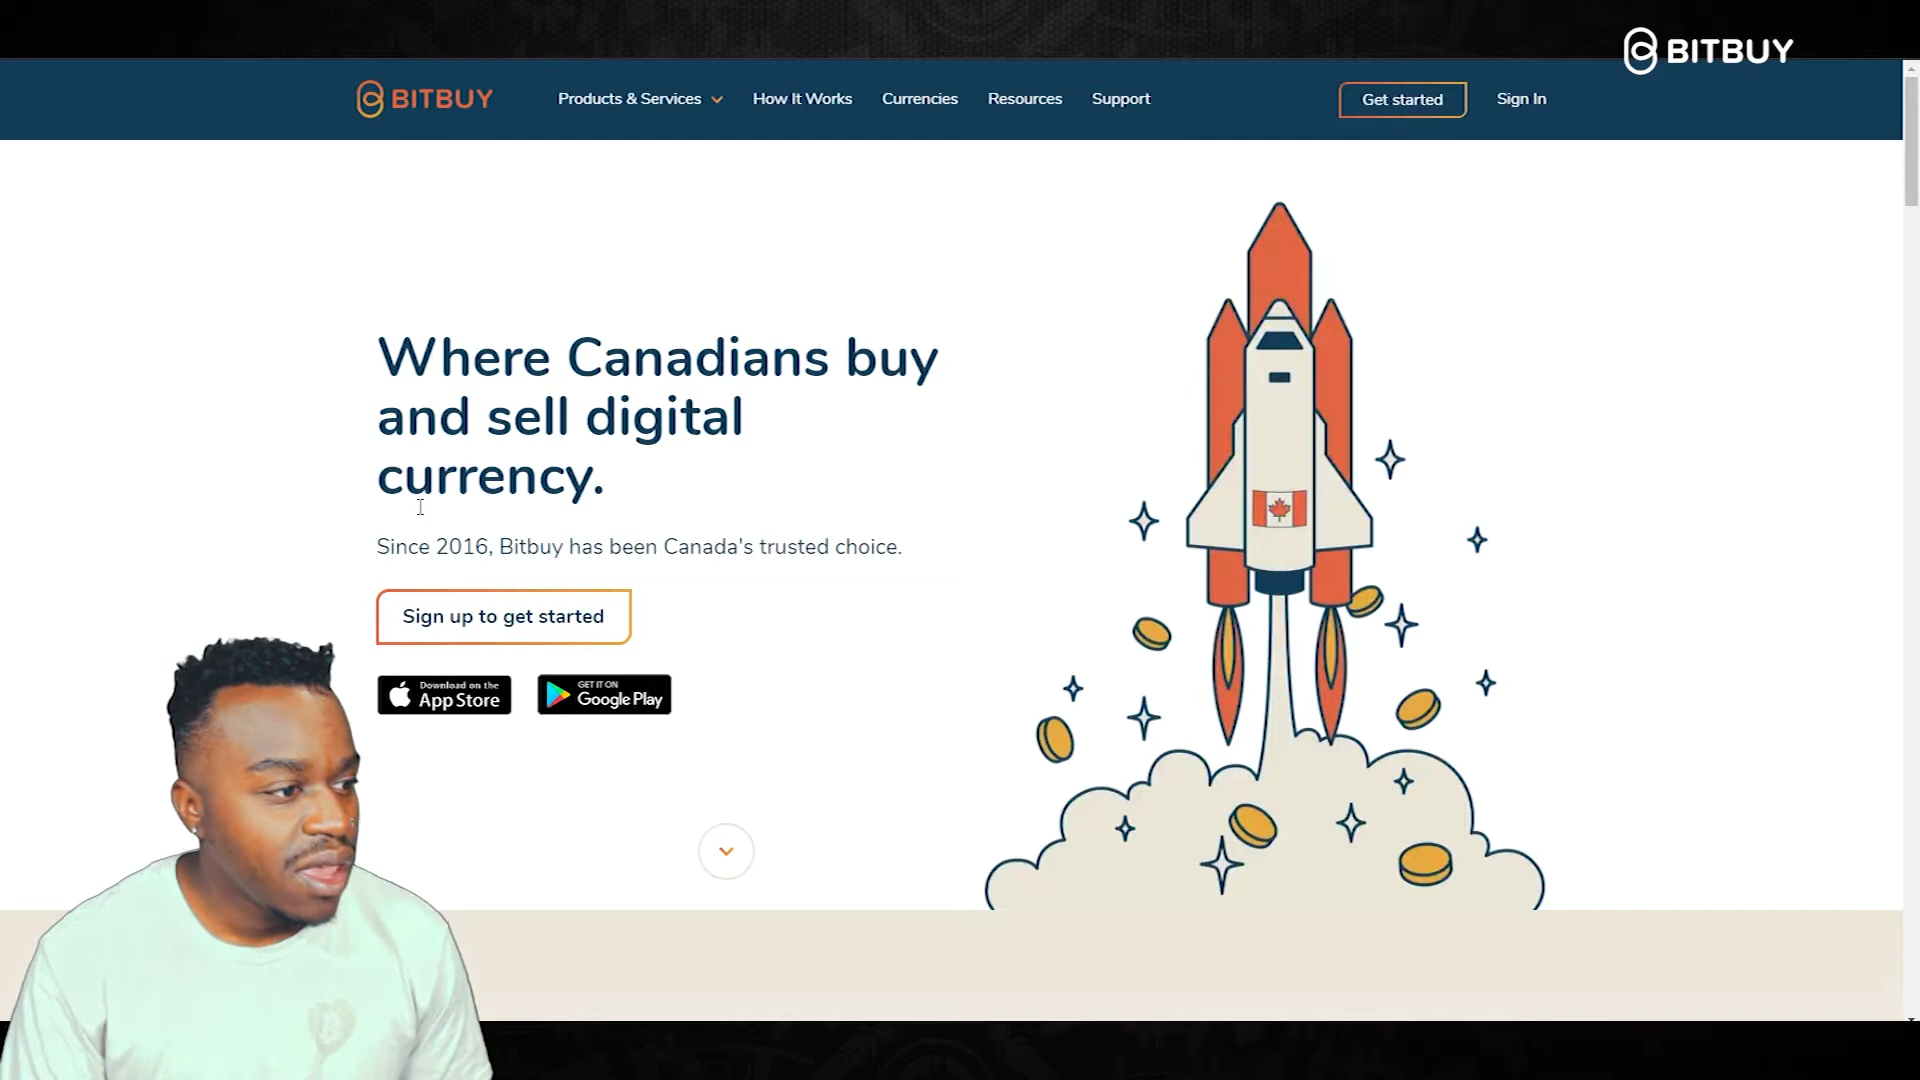 BITBUY
BITBUY
Products & Services
How It Works
Currencies
Resources
Support
Get started
Sign In
Where Canadians buy
and sell digital
currency.
Since 2016, Bitbuy has been Canada's trusted choice.
Sign up to get started
Download on the
App Store
GET IT ON
Google Play